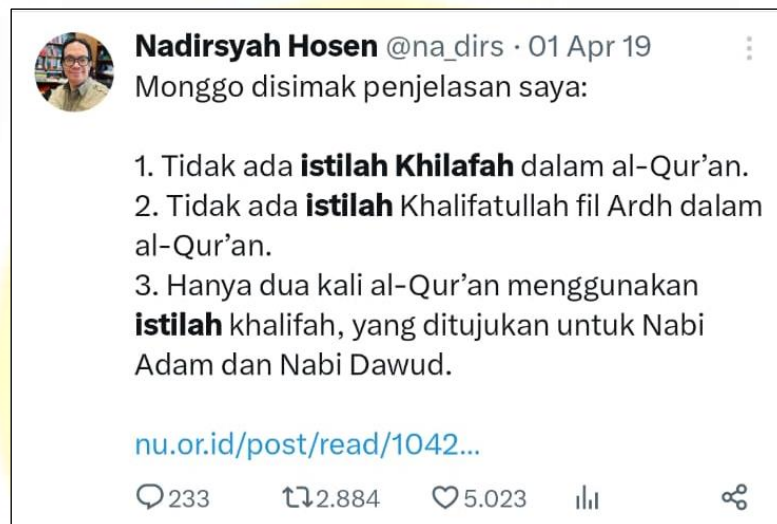 Nadirsyah Hosen @na_dirs · 01 Apr 19
Monggo disimak penjelasan saya:
1. Tidak ada istilah Khilafah dalam al-Qur’an.
2. Tidak ada istilah Khalifatullah fil Ardh dalam
al-Qur’an.
3. Hanya dua kali al-Qur’an menggunakan
istilah khalifah, yang ditujukan untuk Nabi
Adam dan Nabi Dawud.
nu.or.id/post/read/1042...
233 2.884 5.023